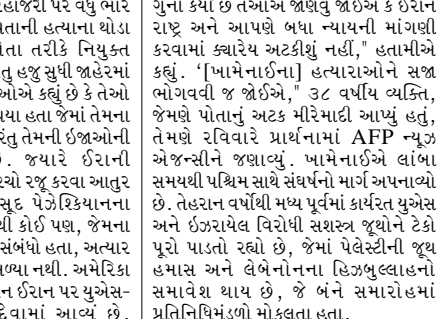 હાજરી પર વધુ ભાર
તાની હત્યાના થોડા
તા તરીકે નિયુક્ત
તુ હજુ સુધી જાહેરમાં
ઓએ કહ્યું છે કે તેઓ
યા હતા જેમાં તેમના
રંતુ તેમની ઇજાઓની
. જ્યારે ઈરાની
ચો રજૂ કરવા આતુર
સૂદ પેઝેશ્કિયાનના
થી કોઈ પણ, જેમના
સંબંધો હતા, અત્યાર
ળ્યા નથી. અમેરિકા
ન ઈરાન પર યુએસ-
દેવામાં આવ્યું છે.
ગુના કર્યા છે તેઓએ જાણવું જોઈએ કે ઈરાન
રાષ્ટ્ર અને આપણે બધા ન્યાયની માંગણી
કરવામાં ક્યારેય અટકીશું નહીં," હતામીએ
કહ્યું. '[ખામેનાઈના] હત્યારાઓને સજા
ભોગવવી જ જોઈએ," ૩૮ વર્ષીય વ્યક્તિ,
જેમણે પોતાનું અટક મીરેમાદી આપ્યું હતું,
તેમણે રવિવારે પ્રાર્થનામાં AFP ન્યૂઝ
એજન્સીને જણાવ્યું. ખામેનાઈએ લાંબા
સમયથી પશ્ચિમ સાથે સંઘર્ષનો માર્ગ અપનાવ્યો
છે. તેહરાન વર્ષોથી મધ્ય પૂર્વમાં કાર્યરત યુએસ
અને ઇઝરાયેલ વિરોધી સશસ્ત્ર જૂથોને ટેકો
પૂરો પાડતો રહ્યો છે, જેમાં પેલેસ્ટીની જૂથ
હમાસ અને લેબેનોનના હિઝબુલ્લાહનો
સમાવેશ થાય છે, જે બંને સમારોહમાં
પ્રતિનિધિમંડળો મોકલતા હતા.